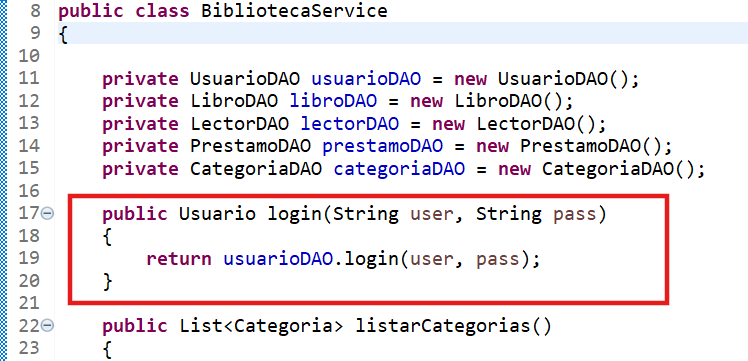 8 public class BibliotecaService
9 {
10
11 private UsuarioDAO usuarioDAO = new UsuarioDAO();
12 private LibroDAO libroDAO = new LibroDAO();
13 private LectorDAO lectorDAO = new LectorDAO();
14 private PrestamoDAO prestamoDAO = new PrestamoDAO();
15 private CategoriaDAO categoriaDAO = new CategoriaDAO();
16
17 public Usuario login(String user, String pass)
18 {
19 return usuarioDAO.login(user, pass);
20 }
21
22 public List<Categoria> listarCategorias()
23 {